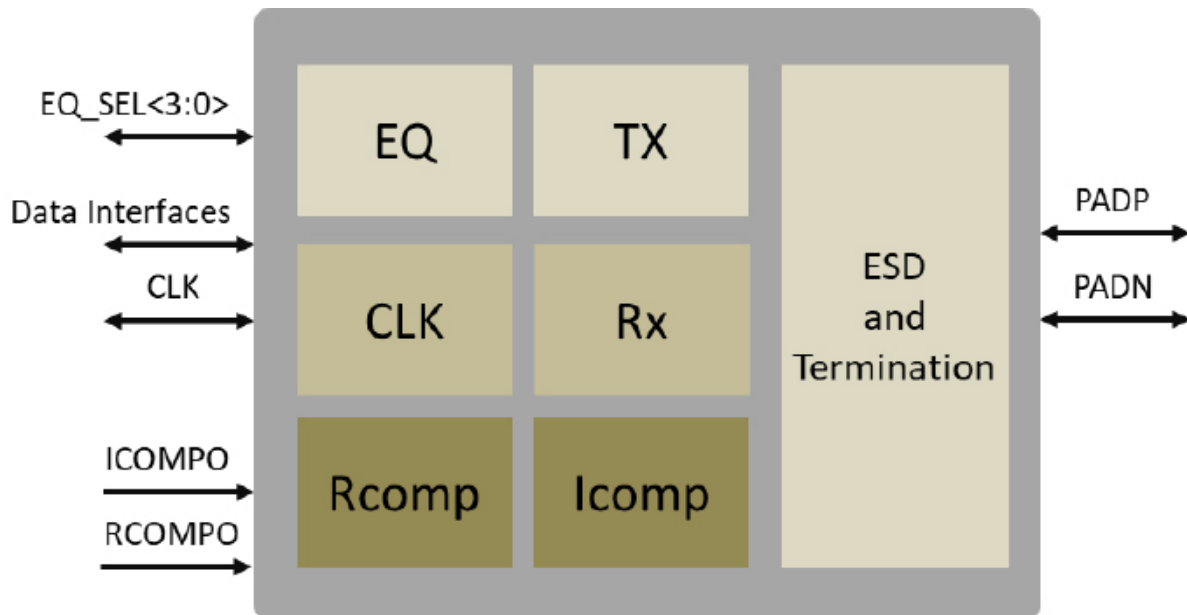 EQ_SEL<3:0>
Data Interfaces
CLK
ICOMPO
RCOMPO
EQ
TX
CLK
Rx
Rcomp
Icomp
ESD
and
Termination
PADP
PADN